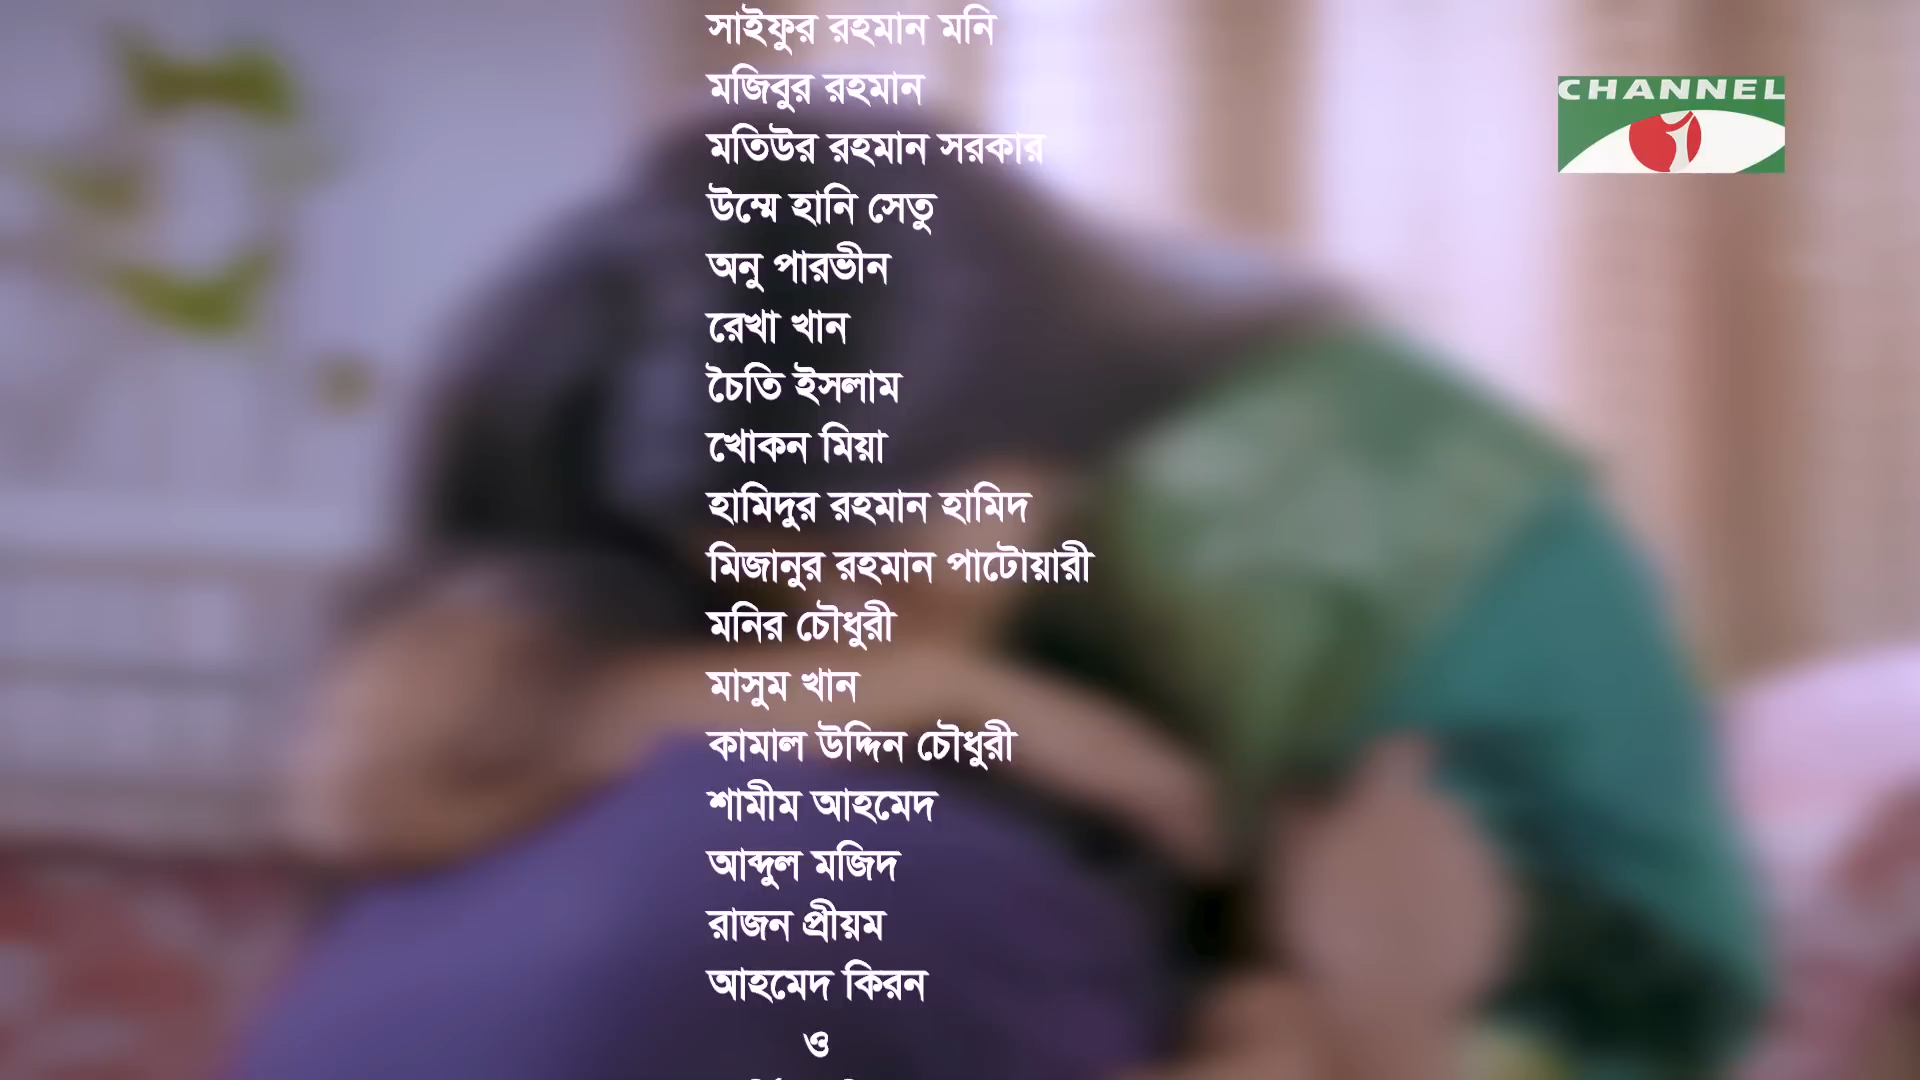 সাইফুর রহমান মনি
CHANNEL
মজিবুর রহমান
মতিউর রহমান সরকার
উম্মে হানি সেতু
অনু পারভীন
রেখা খান
চৈতি ইসলাম
খোকন মিয়া
হামিদুর রহমান হামিদ
মিজানুর রহমান পাটোয়ারী
মনির চৌধুরী
মাসুম খান
কামাল উদ্দিন চৌধুরী
শামীম আহমেদ
আব্দুল মজিদ
রাজন প্রীয়ম
আহমেদ কিরন
ও